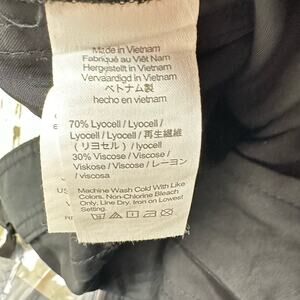 Made in Vietnam
Fabriqué au Viêt Nam
Hergestellt in Vietnam
Vervaardigd in Vietnam
ベトナム製
hecho en vietnam
70% Lyocell / Lyocell /
Lyocell / Lyocell / 再生繊維
(リヨセル) / lyocell
30% Viscose / Viscose /
Viskose / Viscose / レーヨン
/ viscosa
Machine Wash Cold With Like
Colors. Non-Chlorine Bleach
Only. Line Dry. Iron on Lowest
Setting.